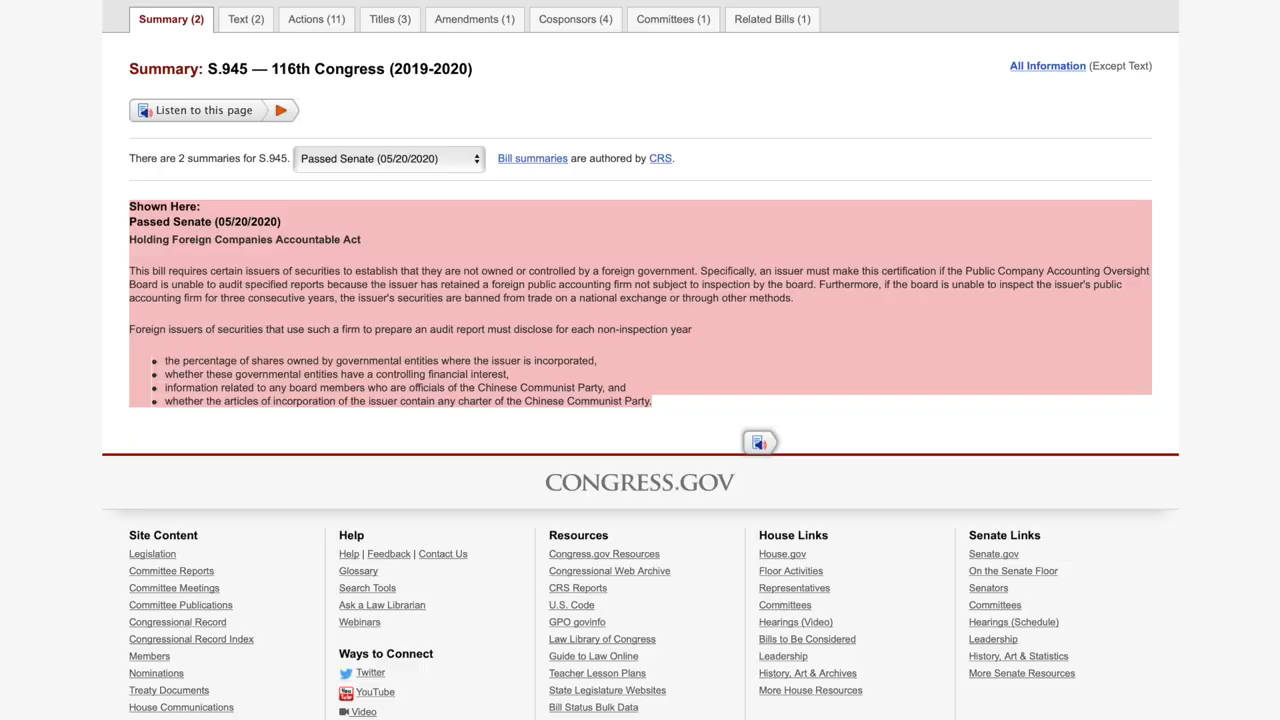 Summary (2) Text (2) Actions (11) Titles (3) Amendments (1) Cosponsors (4) Committees (1) Related Bills (1)
Summary: S.945 — 116th Congress (2019-2020)
All Information (Except Text)
Listen to this page
There are 2 summaries for S.945. Passed Senate (05/20/2020) Bill summaries are authored by CRS.
Shown Here:
Passed Senate (05/20/2020)
Holding Foreign Companies Accountable Act
This bill requires certain issuers of securities to establish that they are not owned or controlled by a foreign government. Specifically, an issuer must make this certification if the Public Company Accounting Oversight
Board is unable to audit specified reports because the issuer has retained a foreign public accounting firm not subject to inspection by the board. Furthermore, if the board is unable to inspect the issuer's public
accounting firm for three consecutive years, the issuer's securities are banned from trade on a national exchange or through other methods.
Foreign issuers of securities that use such a firm to prepare an audit report must disclose for each non-inspection year
• the percentage of shares owned by governmental entities where the issuer is incorporated,
• whether these governmental entities have a controlling financial interest,
• information related to any board members who are officials of the Chinese Communist Party, and
• whether the articles of incorporation of the issuer contain any charter of the Chinese Communist Party.
CONGRESS.GOV
Site Content
Legislation
Committee Reports
Committee Meetings
Committee Publications
Congressional Record
Congressional Record Index
Members
Nominations
Treaty Documents
House Communications
Help
Help | Feedback | Contact Us
Glossary
Search Tools
Ask a Law Librarian
Webinars
Ways to Connect
Twitter
You Tube YouTube
Video
Resources
Congress.gov Resources
Congressional Web Archive
CRS Reports
U.S. Code
GPO govinfo
Law Library of Congress
Guide to Law Online
Teacher Lesson Plans
State Legislature Websites
Bill Status Bulk Data
House Links
House.gov
Floor Activities
Representatives
Committees
Hearings (Video)
Bills to Be Considered
Leadership
History, Art & Archives
More House Resources
Senate Links
Senate.gov
On the Senate Floor
Senators
Committees
Hearings (Schedule)
Leadership
History, Art & Statistics
More Senate Resources